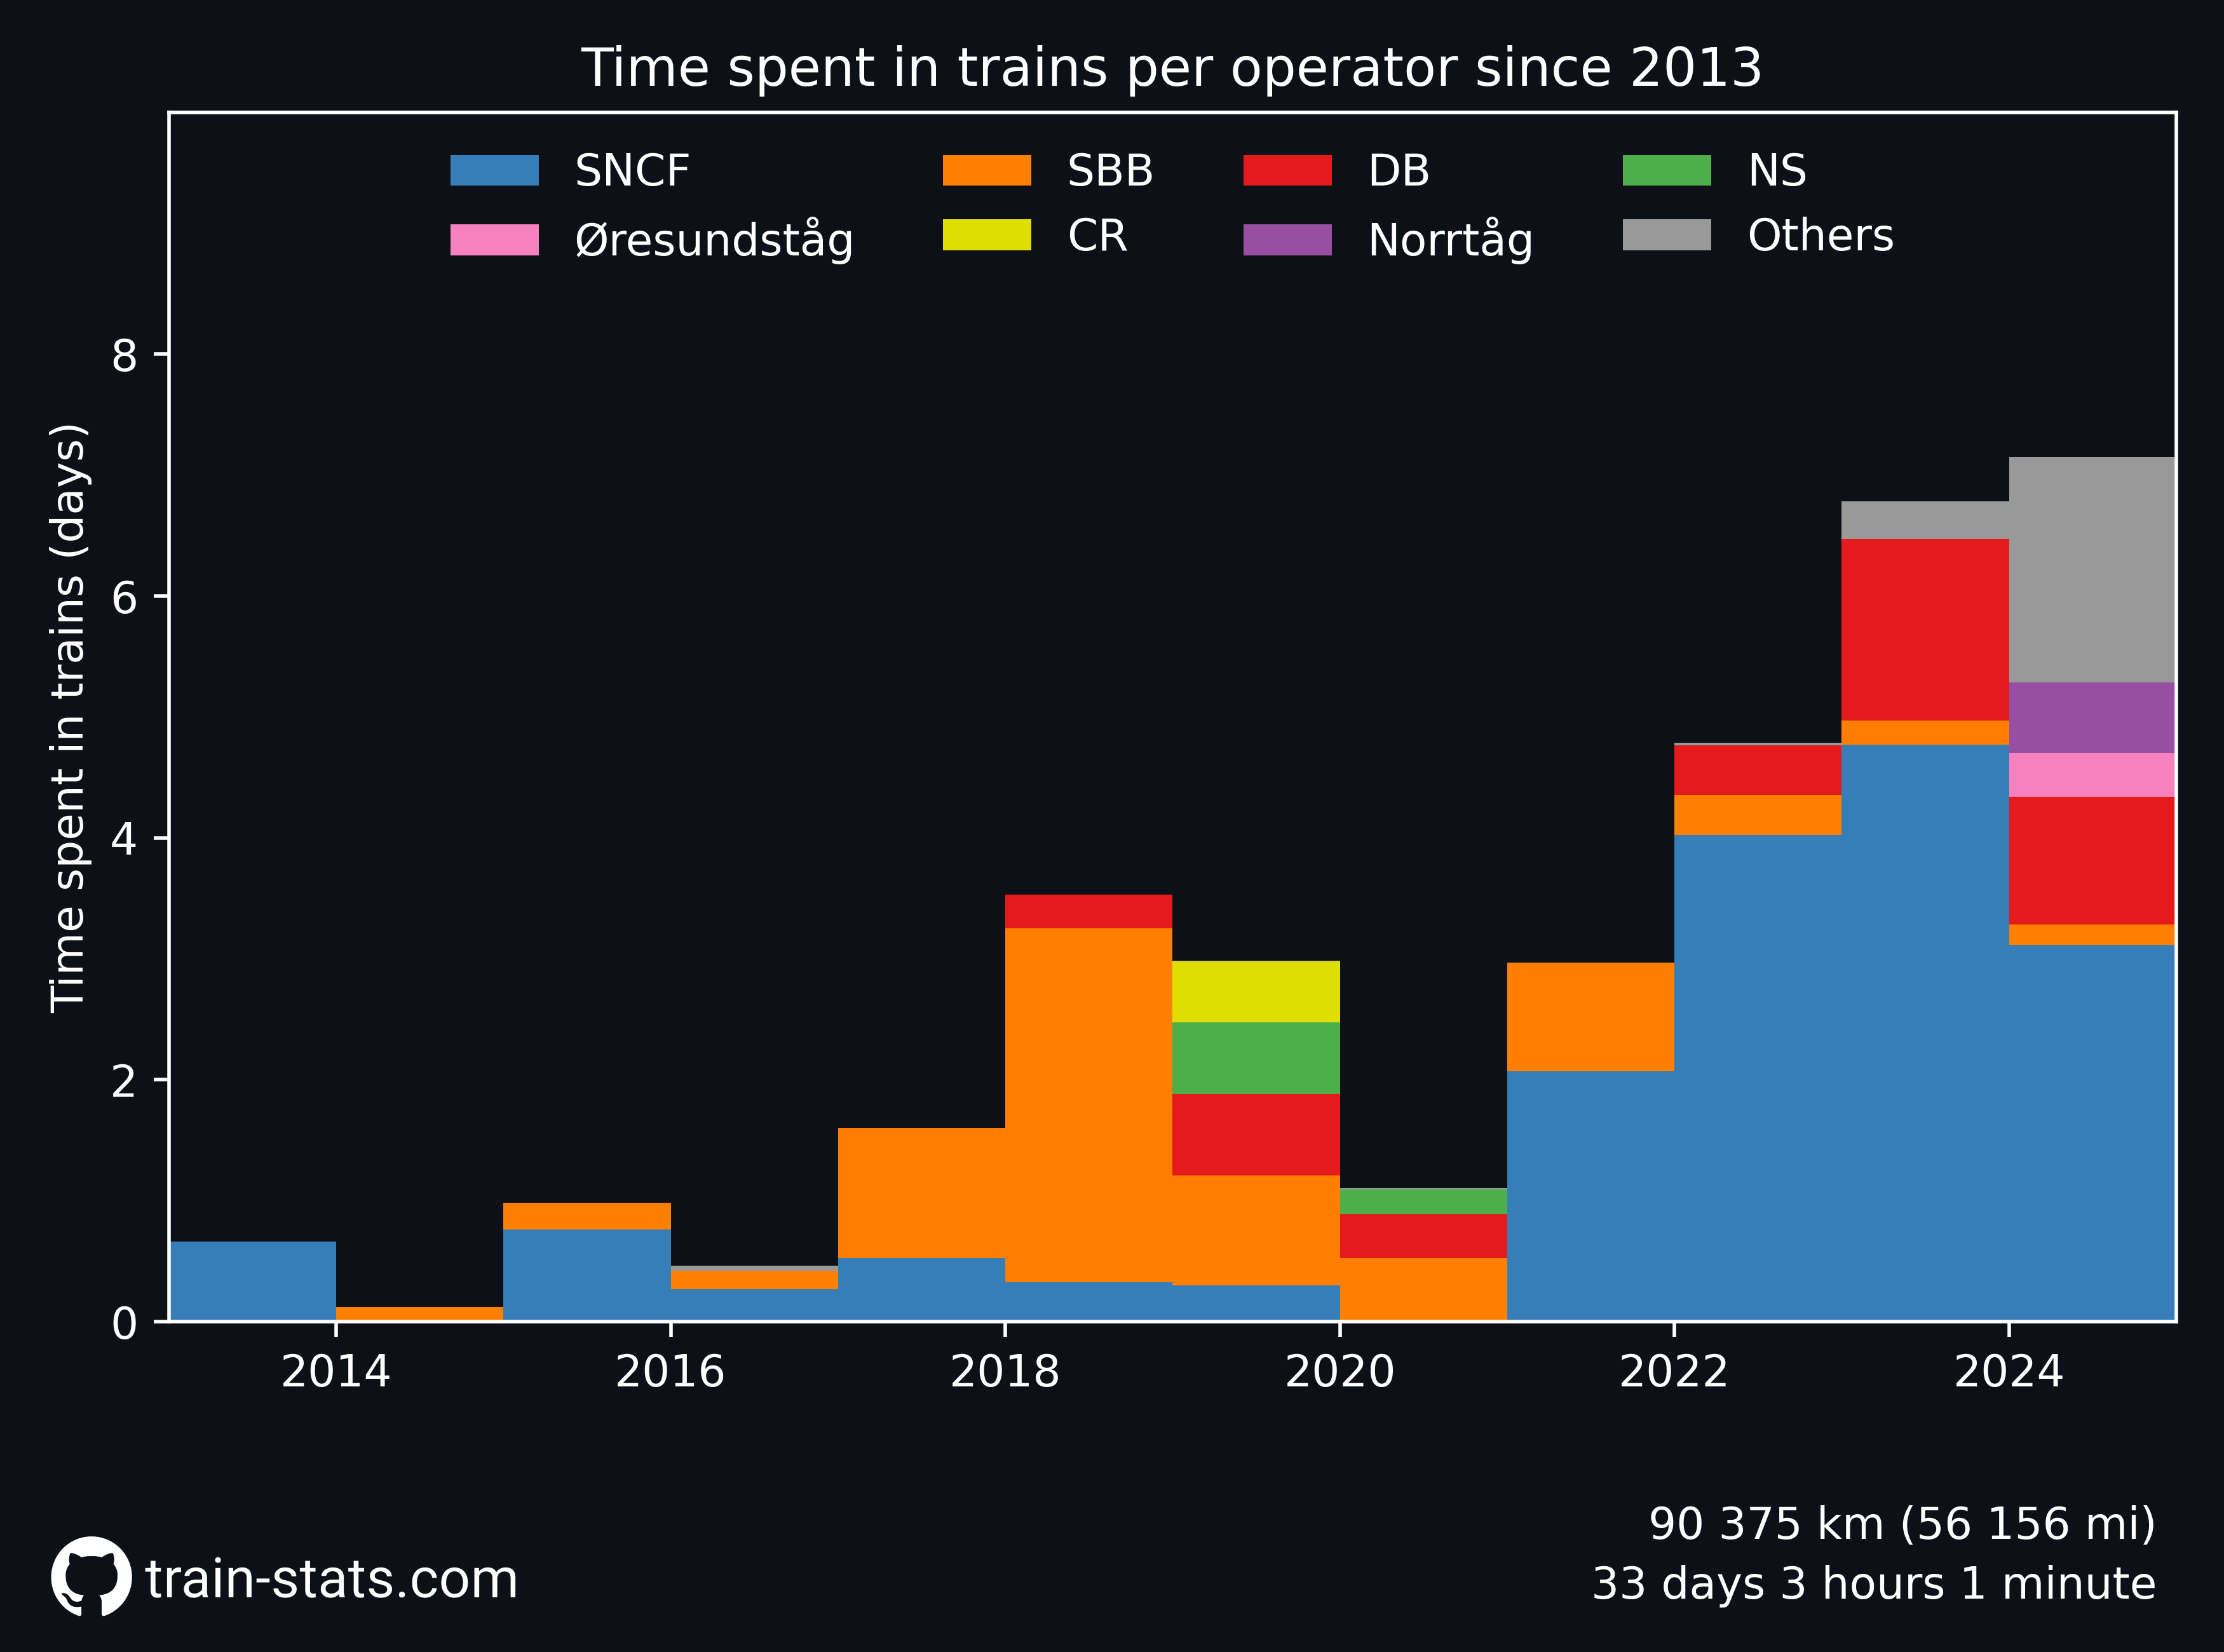 Time spent in trains per operator since 2013
SNCF
SBB
DB
NS
Øresundståg
CR
Norrtåg
Others
Time spent in trains (days)
8
6
4
2
0
2014
2016
2018
2020
2022
2024
90 375 km (56 156 mi)
train-stats.com
33 days 3 hours 1 minute